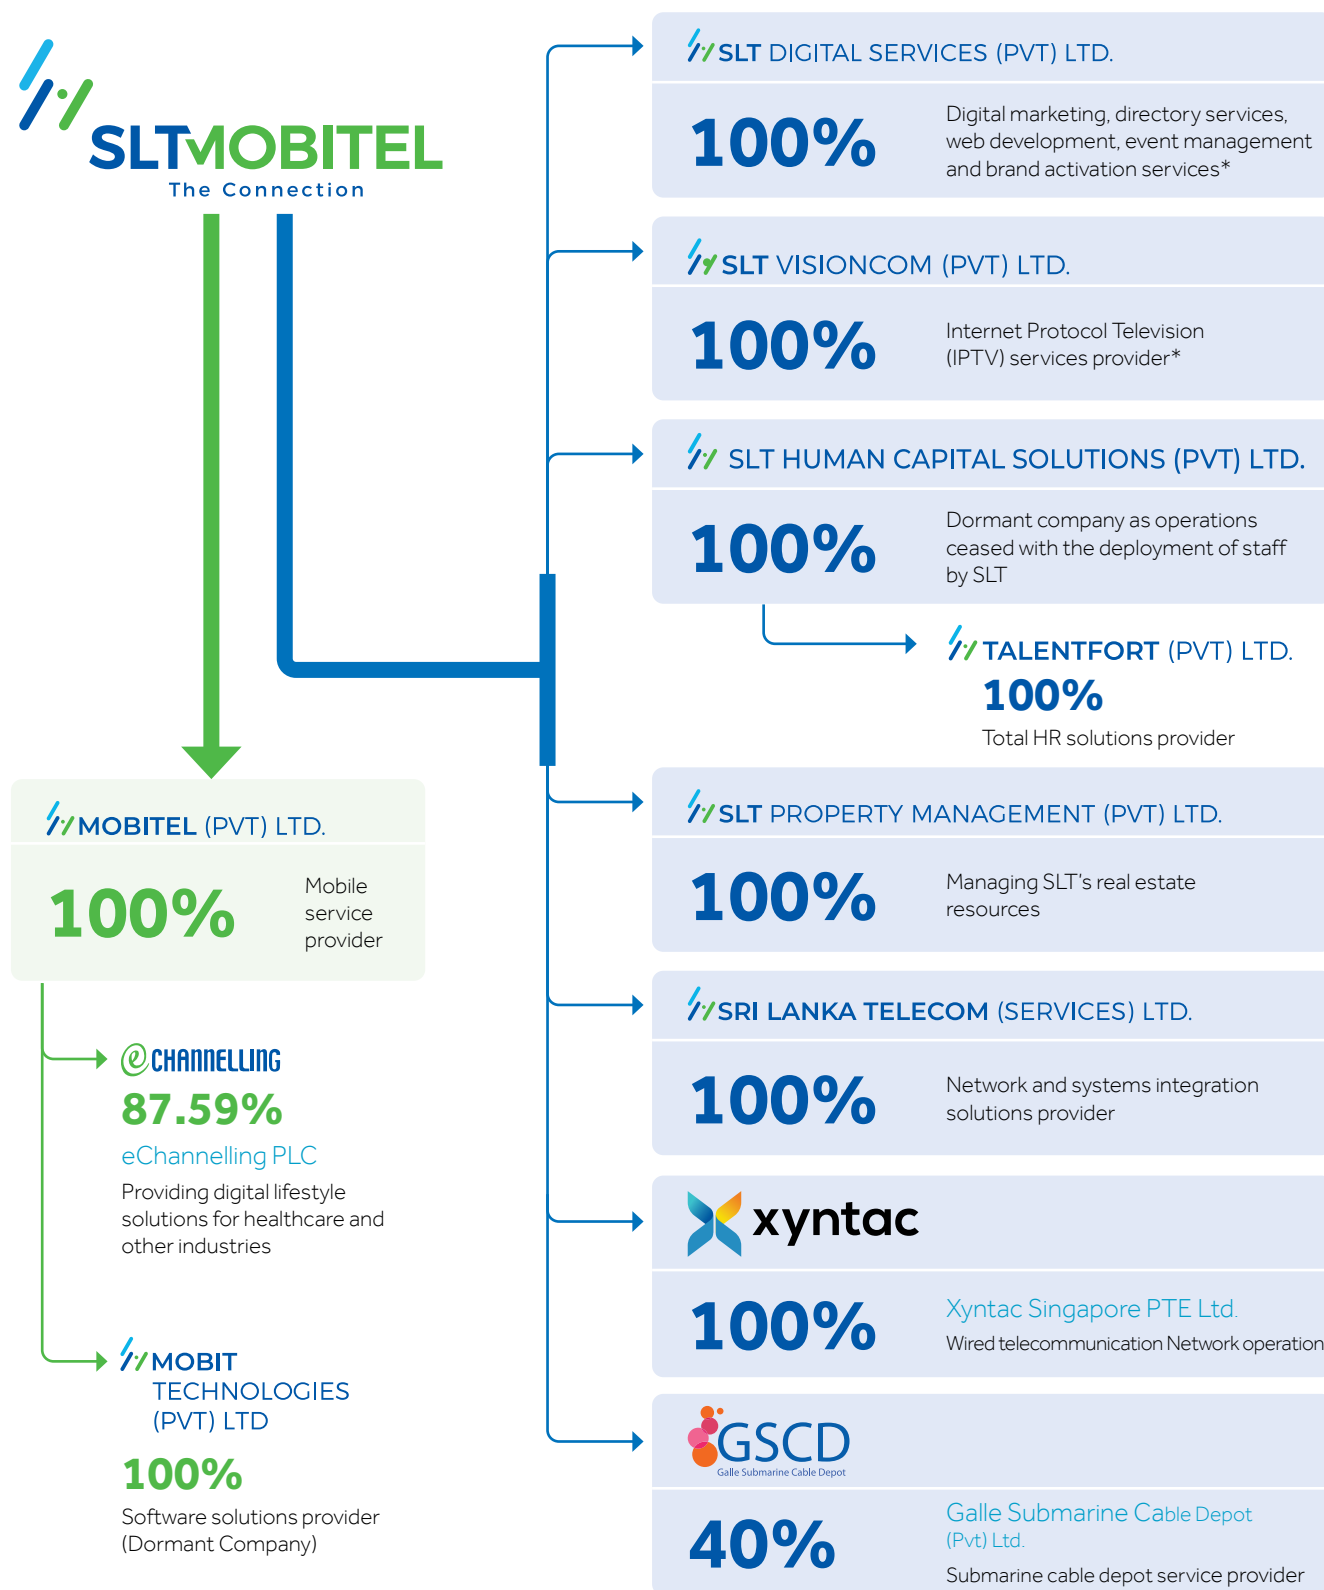 SLTMOBITEL
The Connection
MOBITEL (PVT) LTD.
100%
Mobile
service
provider
eCHANNELLING
87.59%
eChannelling PLC
Providing digital lifestyle
solutions for healthcare and
other industries
MOBIT
TECHNOLOGIES
(PVT) LTD
100%
Software solutions provider
(Dormant Company)
SLT DIGITAL SERVICES (PVT) LTD.
100%
Digital marketing, directory services,
web development, event management
and brand activation services*
SLT VISIONCOM (PVT) LTD.
100%
Internet Protocol Television
(IPTV) services provider*
SLT HUMAN CAPITAL SOLUTIONS (PVT) LTD.
100%
Dormant company as operations
ceased with the deployment of staff
by SLT
TALENTFORT (PVT) LTD.
100%
Total HR solutions provider
SLT PROPERTY MANAGEMENT (PVT) LTD.
100%
Managing SLT's real estate
resources
SRI LANKA TELECOM (SERVICES) LTD.
100%
Network and systems integration
solutions provider
xyntac
100%
Xyntac Singapore PTE Ltd.
Wired telecommunication Network operation
GSCD
Galle Submarine Cable Depot
40%
Galle Submarine Cable Depot
(Pvt) Ltd.
Submarine cable depot service provider